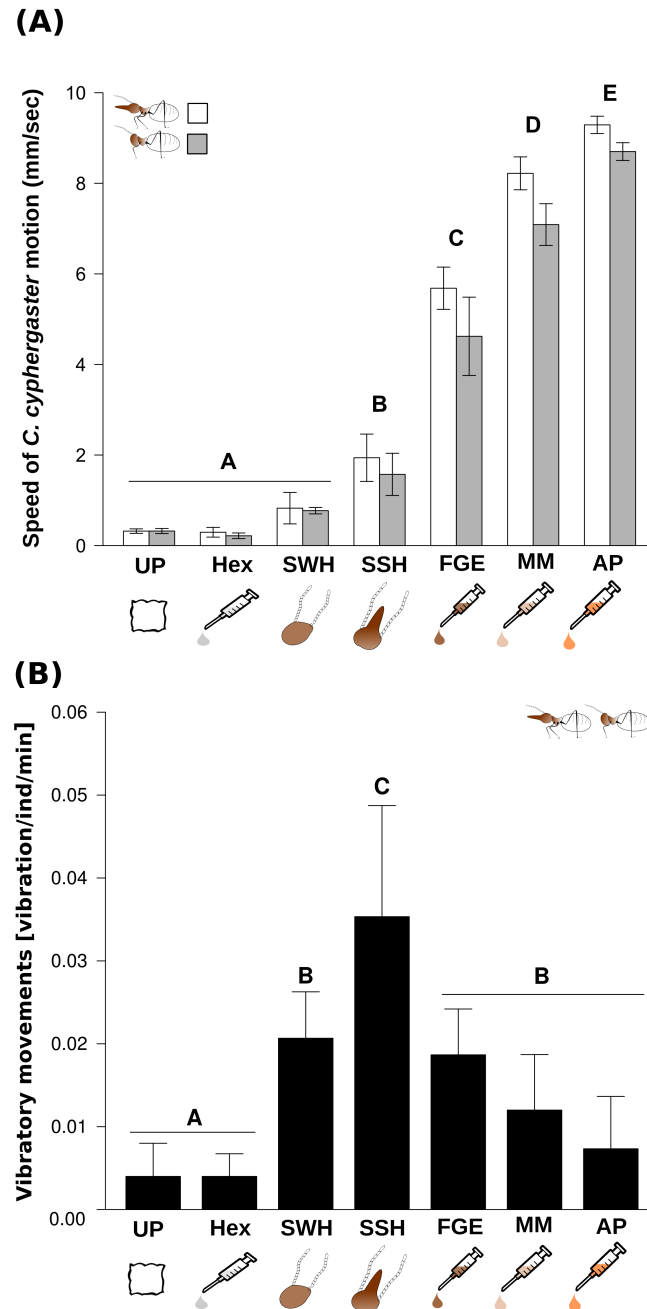 (A)
Speed of C. cyphergaster motion (mm/sec)
10
8
6
4
2
0
A
B
C
D
E
UP Hex SWH SSH FGE MM AP
(B)
Vibratory movements [vibration/ind/min]
0.06
0.05
0.04
0.03
0.02
0.01
0.00
A
B
C
B
UP Hex SWH SSH FGE MM AP